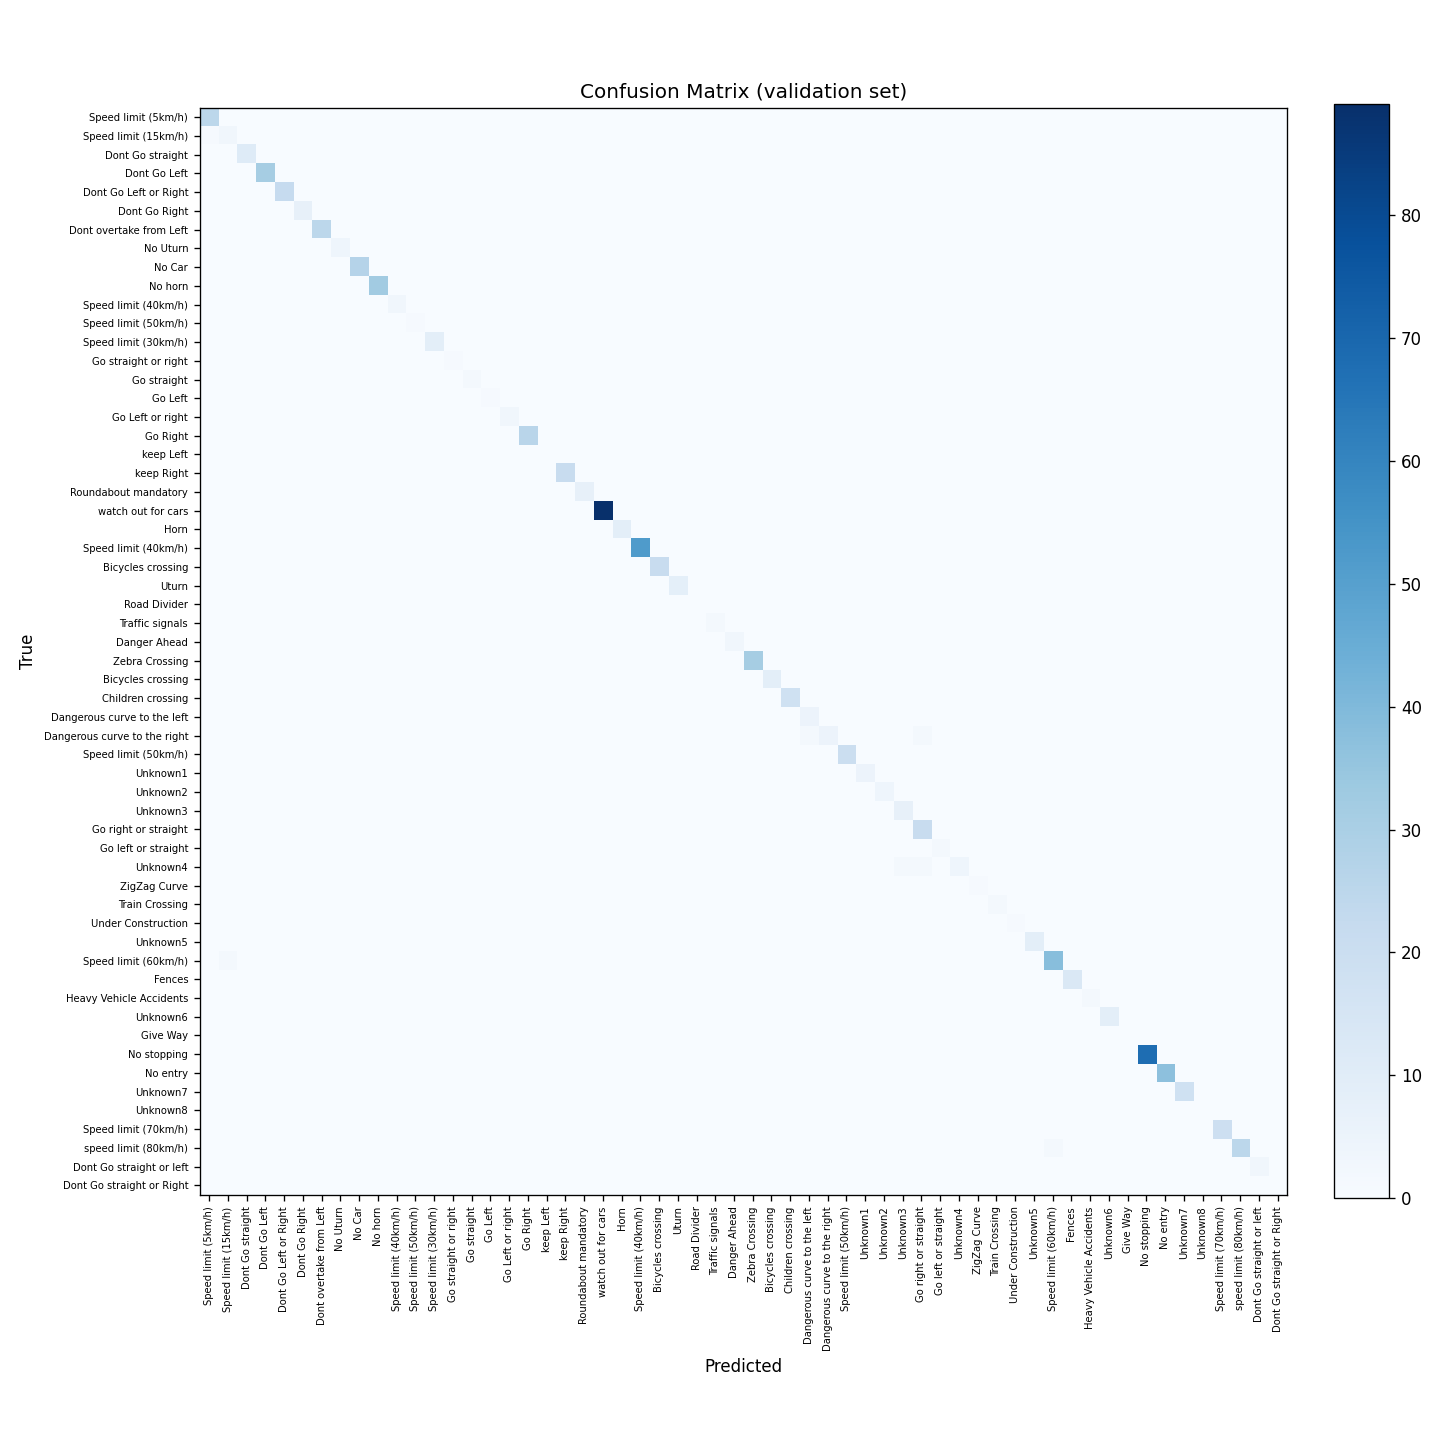 Confusion Matrix (validation set)
True
Speed limit (5km/h)
Speed limit (15km/h)
Dont Go straight
Dont Go Left
Dont Go Left or Right
Dont Go Right
Dont overtake from Left
No Uturn
No Car
No horn
Speed limit (40km/h)
Speed limit (50km/h)
Speed limit (30km/h)
Go straight or right
Go straight
Go Left
Go Left or right
Go Right
keep Left
keep Right
Roundabout mandatory
watch out for cars
Horn
Speed limit (40km/h)
Bicycles crossing
Uturn
Road Divider
Traffic signals
Danger Ahead
Zebra Crossing
Bicycles crossing
Children crossing
Dangerous curve to the left
Dangerous curve to the right
Speed limit (50km/h)
Unknown1
Unknown2
Unknown3
Go right or straight
Go left or straight
Unknown4
ZigZag Curve
Train Crossing
Under Construction
Unknown5
Speed limit (60km/h)
Fences
Heavy Vehicle Accidents
Unknown6
Give Way
No stopping
No entry
Unknown7
Unknown8
Speed limit (70km/h)
speed limit (80km/h)
Dont Go straight or left
Dont Go straight or Right
Speed limit (5km/h)
Speed limit (15km/h)
Dont Go straight
Dont Go Left
Dont Go Left or Right
Dont Go Right
Dont overtake from Left
No Uturn
No Car
No horn
Speed limit (40km/h)
Speed limit (50km/h)
Speed limit (30km/h)
Go straight or right
Go straight
Go Left
Go Left or right
Go Right
keep Left
keep Right
Roundabout mandatory
watch out for cars
Horn
Speed limit (40km/h)
Bicycles crossing
Uturn
Road Divider
Traffic signals
Danger Ahead
Zebra Crossing
Bicycles crossing
Children crossing
Dangerous curve to the left
Dangerous curve to the right
Speed limit (50km/h)
Unknown1
Unknown2
Unknown3
Go right or straight
Go left or straight
Unknown4
ZigZag Curve
Train Crossing
Under Construction
Unknown5
Speed limit (60km/h)
Fences
Heavy Vehicle Accidents
Unknown6
Give Way
No stopping
No entry
Unknown7
Unknown8
Speed limit (70km/h)
speed limit (80km/h)
Dont Go straight or left
Dont Go straight or Right
Predicted
80
70
60
50
40
30
20
10
0